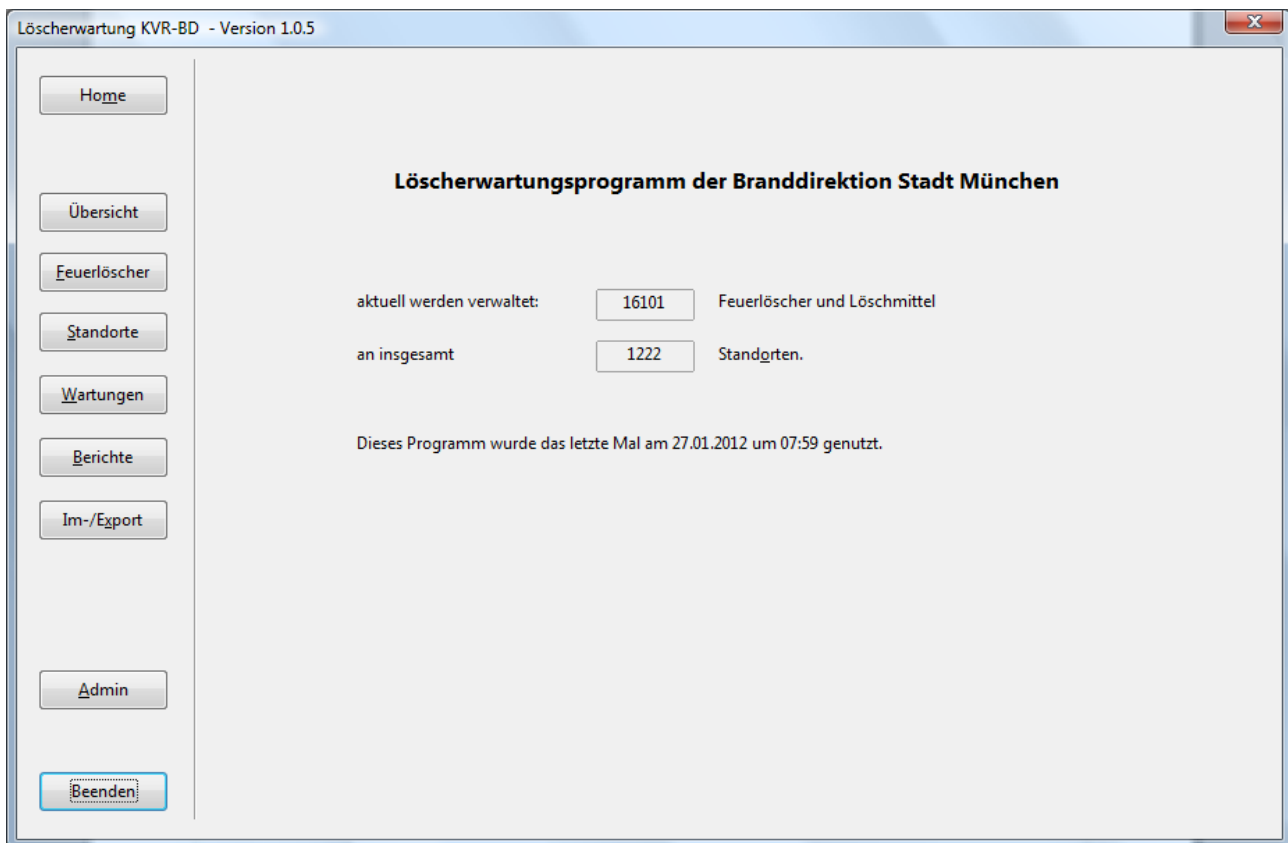 Löscherwartung KVR-BD - Version 1.0.5
Home
Übersicht
Feuerlöscher
Standorte
Wartungen
Berichte
Im-/Export
Admin
Beenden
Löscherwartungsprogramm der Branddirektion Stadt München
aktuell werden verwaltet: 16101 Feuerlöscher und Löschmittel
an insgesamt 1222 Standorten.
Dieses Programm wurde das letzte Mal am 27.01.2012 um 07:59 genutzt.